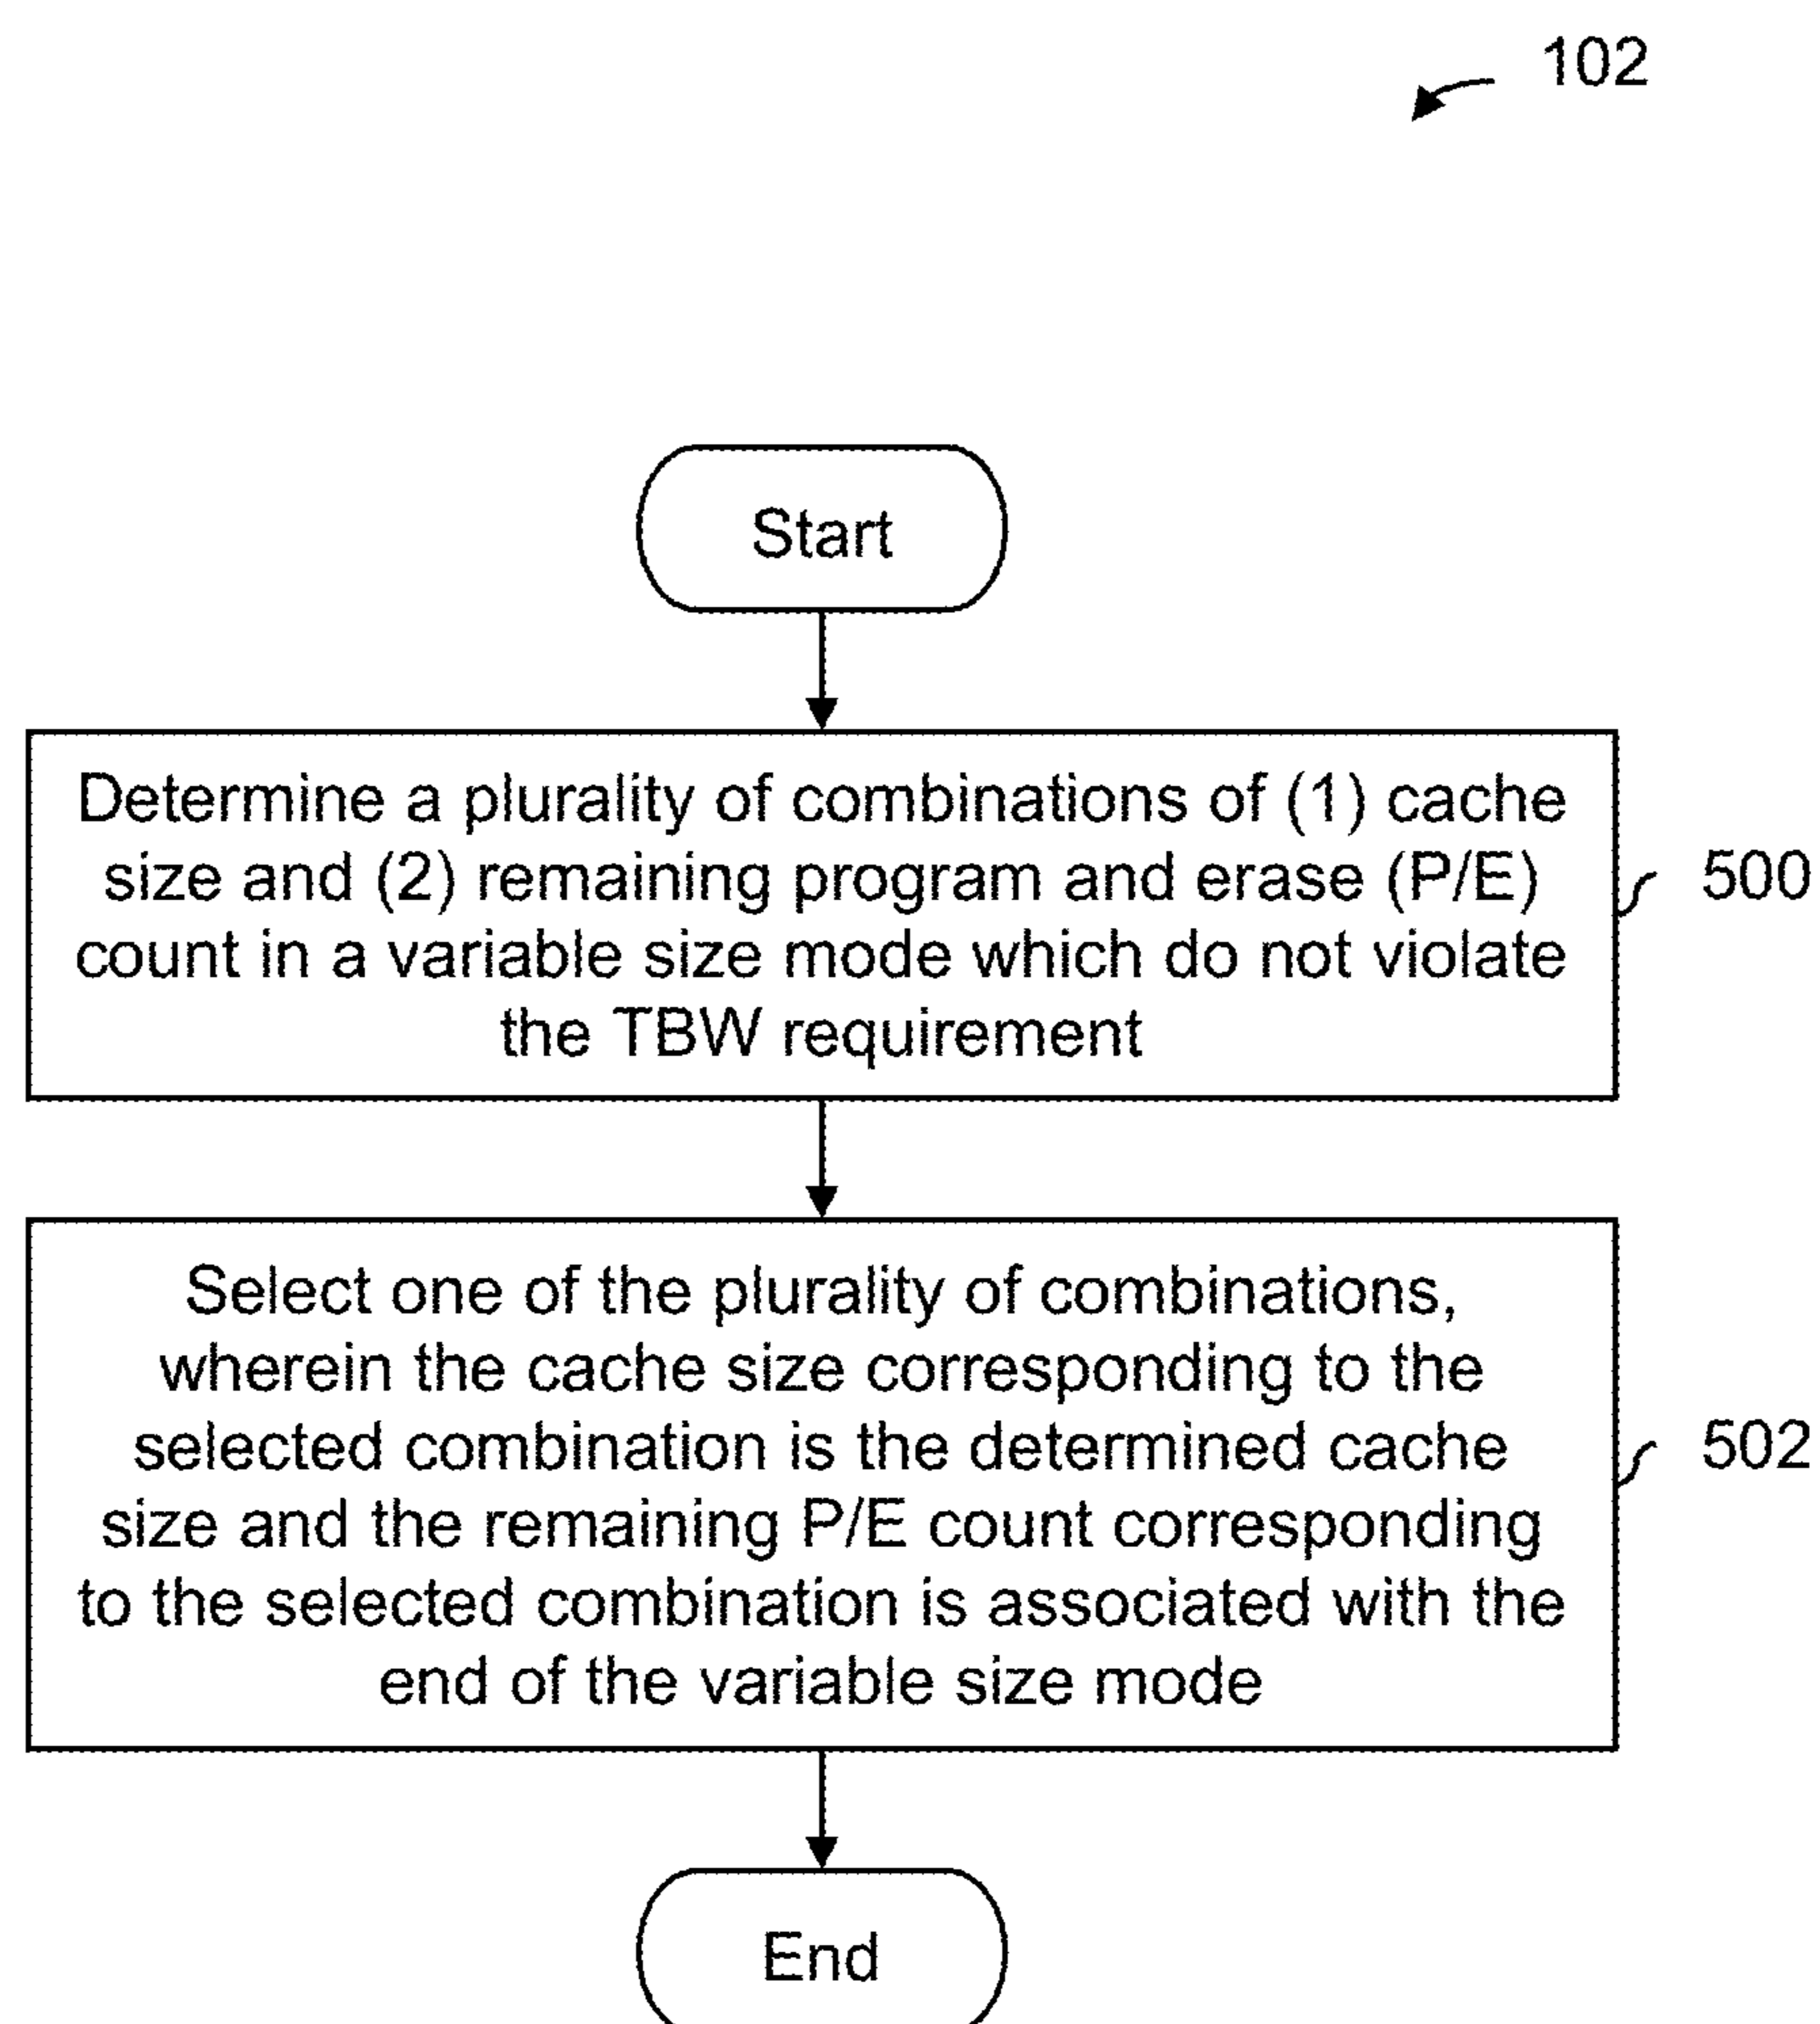 102
Start
Determine a plurality of combinations of (1) cache
size and (2) remaining program and erase (P/E)
count in a variable size mode which do not violate
the TBW requirement
500
Select one of the plurality of combinations,
wherein the cache size corresponding to the
selected combination is the determined cache
size and the remaining P/E count corresponding
to the selected combination is associated with the
end of the variable size mode
502
End